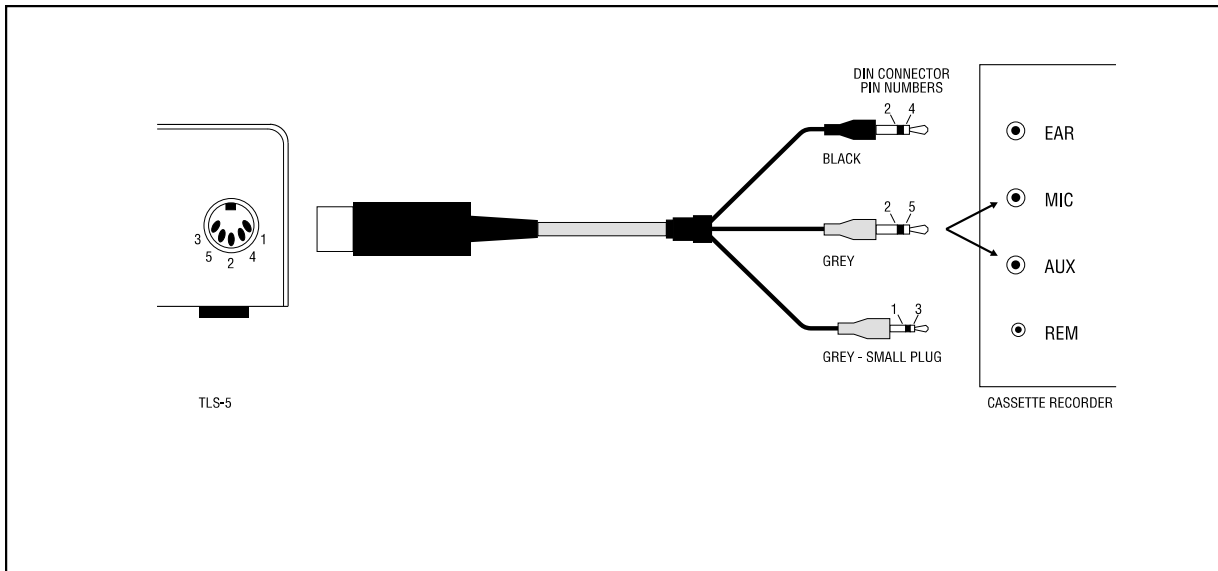 DIN CONNECTOR
PIN NUMBERS
2 4
BLACK
EAR
MIC
2 5
GREY
3 1
5 2 4
AUX
1 3
GREY - SMALL PLUG
REM
TLS-5
CASSETTE RECORDER